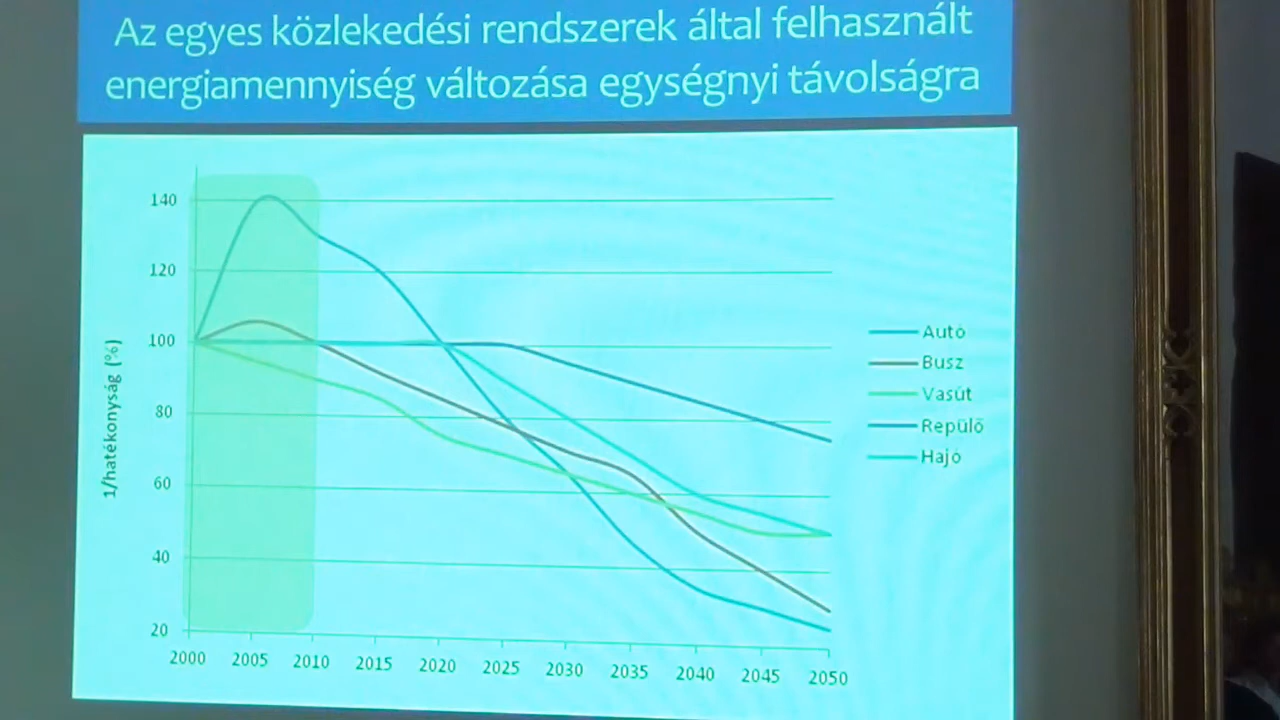 Az egyes közlekedési rendszerek által felhasznált
energiamennyiség változása egységnyi távolságra
140
120
100
80
60
40
20
1/hatékonyság (%)
2000 2005 2010 2015 2020 2025 2030 2035 2040 2045 2050
Autó
Busz
Vasút
Repülő
Hajó